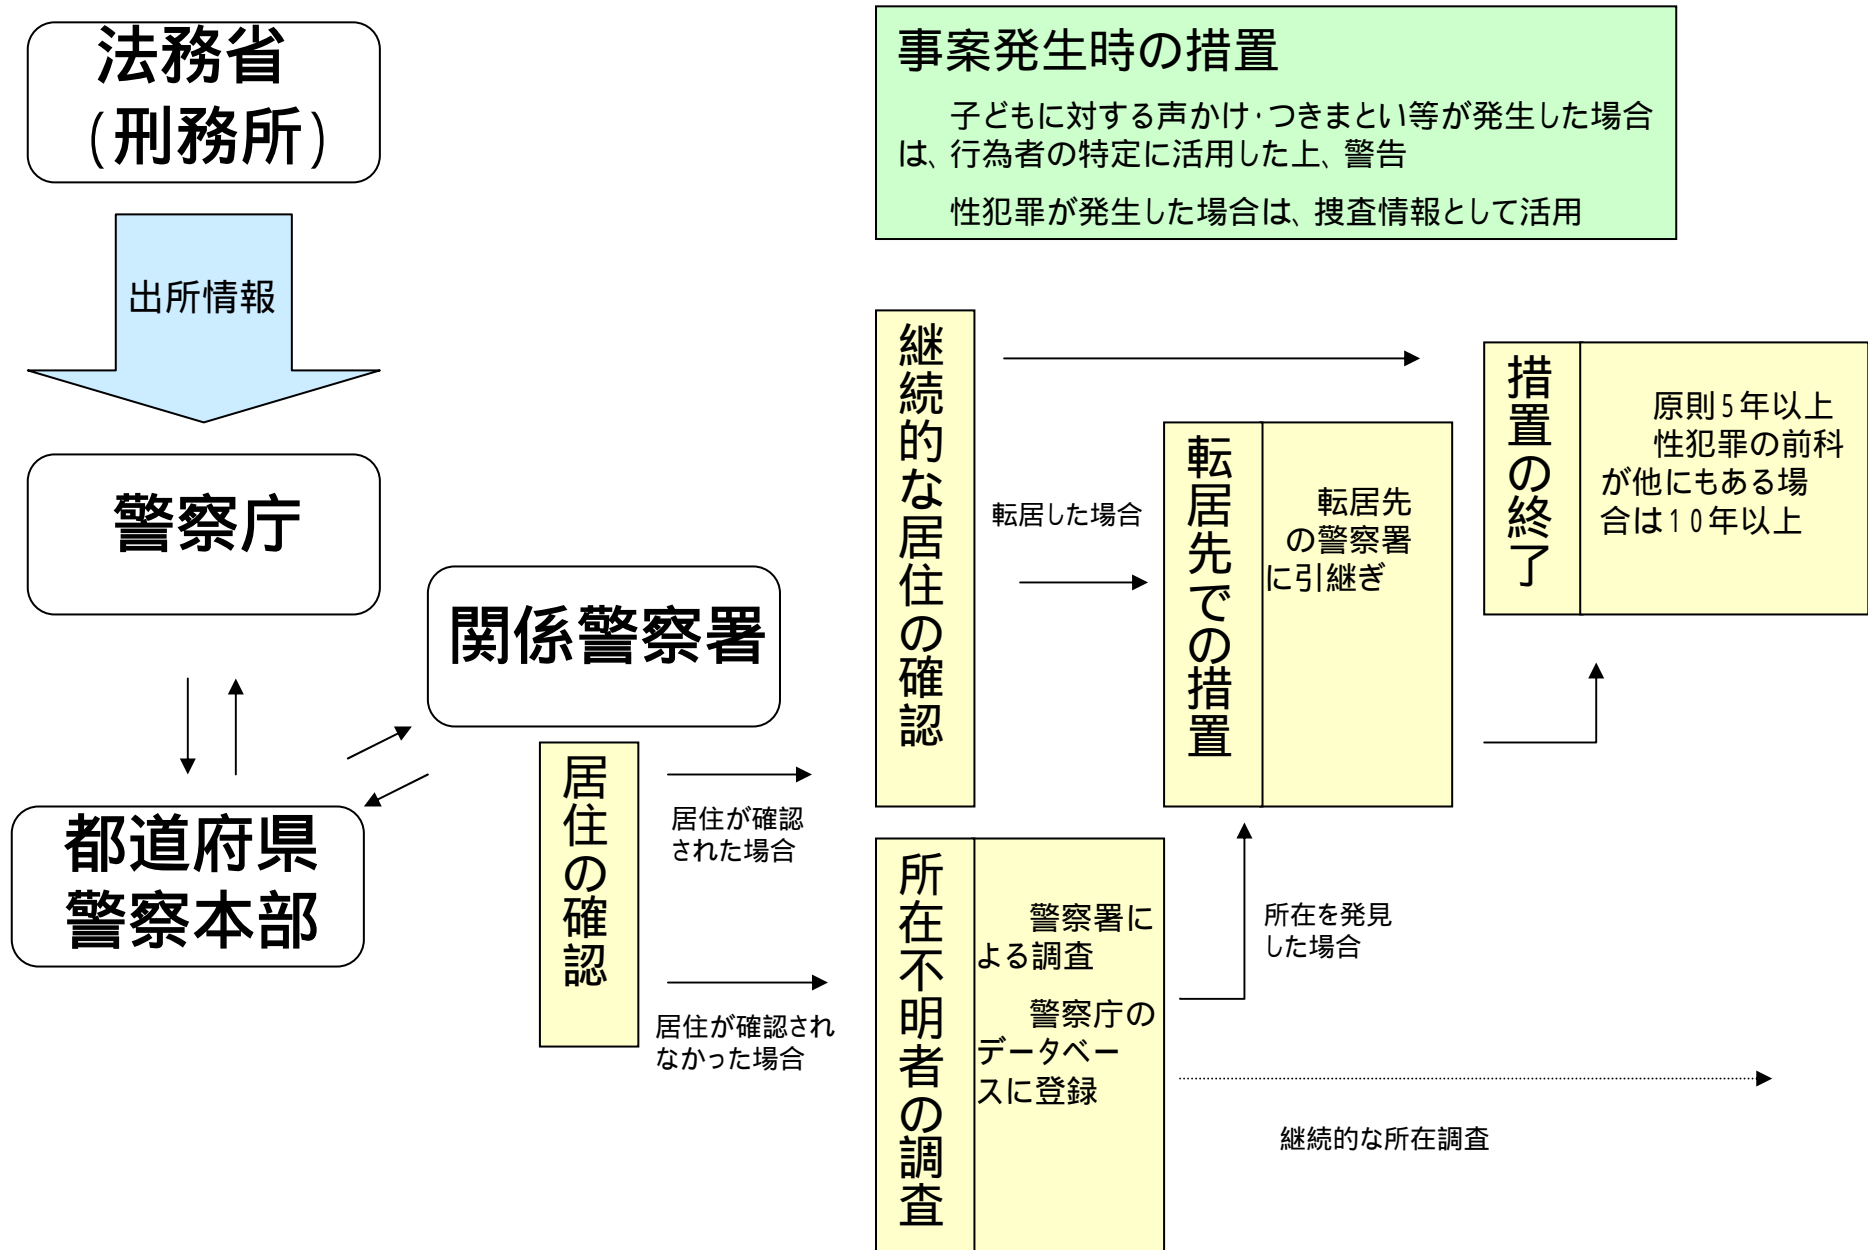 法務省
(刑務所)
出所情報
警察庁
都道府県
警察本部
関係警察署
居住の確認
居住が確認
された場合
居住が確認され
なかった場合
事案発生時の措置
子どもに対する声かけ・つきまとい等が発生した場合
は、行為者の特定に活用した上、警告
性犯罪が発生した場合は、捜査情報として活用
継続的な居住の確認
転居した場合
転居先での措置
転居先
の警察署
に引継ぎ
措置の終了
原則5年以上
性犯罪の前科
が他にもある場
合は10年以上
所在不明者の調査
警察署に
よる調査
警察庁の
データベー
スに登録
所在を発見
した場合
継続的な所在調査